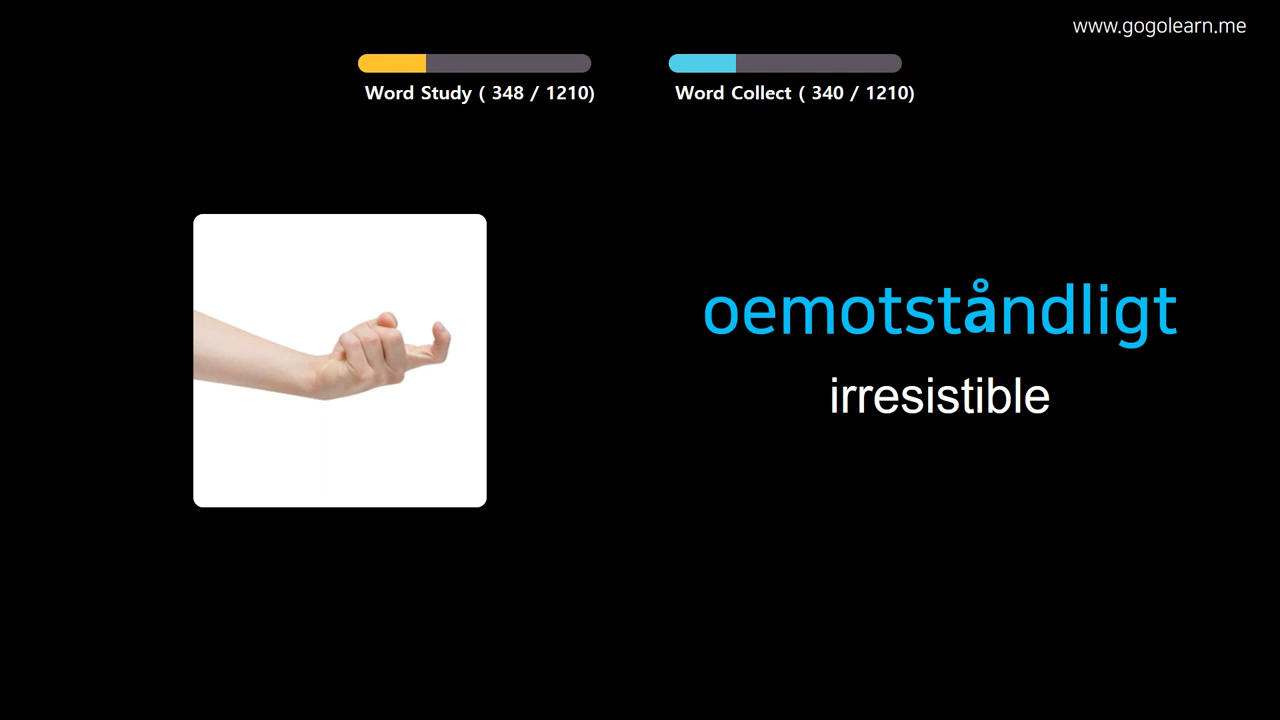 www.gogolearn.me
Word Study ( 348 / 1210)
Word Collect ( 340 / 1210)
oemotståndligt
irresistible